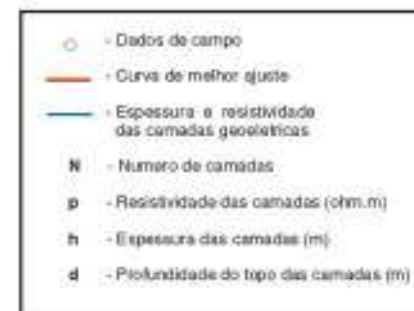 - Dados de campo
- Curva de melhor ajuste
- Espessura e resistividade
das camadas geoeletricas
N - Numero de camadas
p - Resistividade das camadas (ohm.m)
h - Espessura das camadas (m)
d - Profundidade do topo das camadas (m)